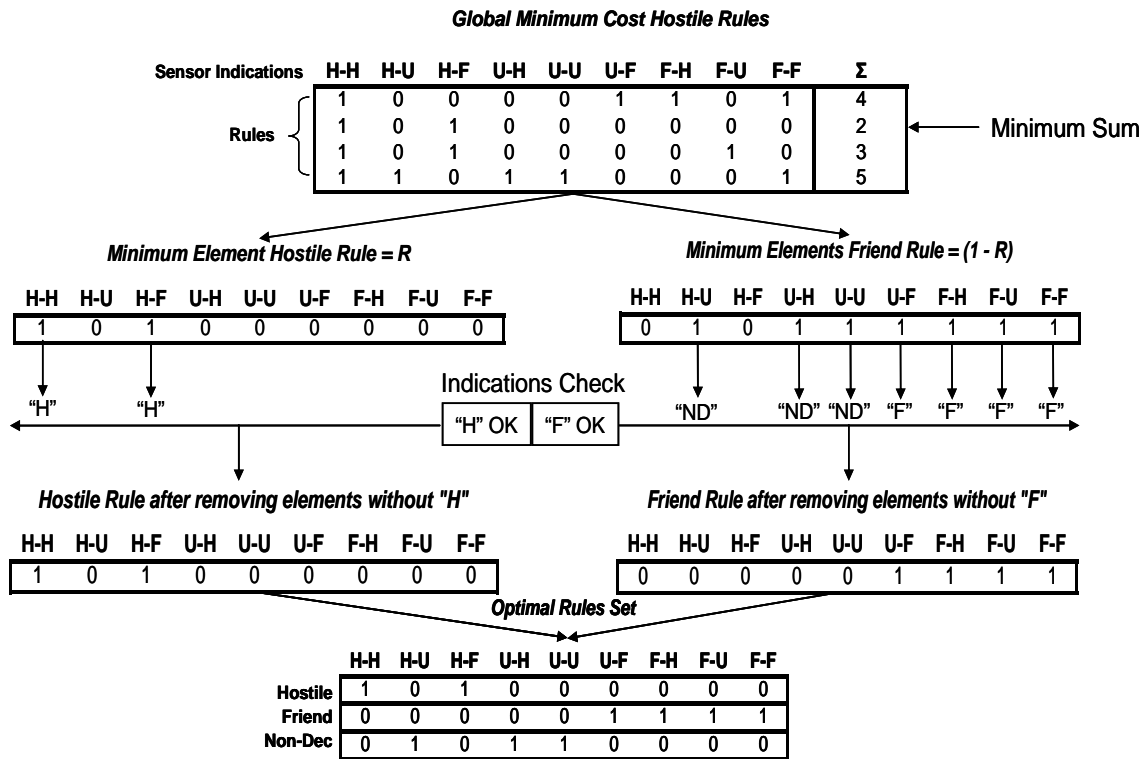 Global Minimum Cost Hostile Rules
Sensor Indications H-H H-U H-F U-H U-U U-F F-H F-U F-F Σ
1 0 0 0 0 1 1 0 1 4
1 0 1 0 0 0 0 0 0 2
1 0 1 0 0 0 0 1 0 3
1 1 0 1 1 0 0 0 1 5
Rules
Minimum Sum
Minimum Element Hostile Rule = R
H-H H-U H-F U-H U-U U-F F-H F-U F-F
1 0 1 0 0 0 0 0 0
"H" "H"
Minimum Elements Friend Rule = (1 - R)
H-H H-U H-F U-H U-U U-F F-H F-U F-F
0 1 0 1 1 1 1 1 1
"ND" "ND" "ND" "F" "F" "F" "F"
Indications Check
"H" OK "F" OK
Hostile Rule after removing elements without "H"
H-H H-U H-F U-H U-U U-F F-H F-U F-F
1 0 1 0 0 0 0 0 0
Friend Rule after removing elements without "F"
H-H H-U H-F U-H U-U U-F F-H F-U F-F
0 0 0 0 0 1 1 1 1
Optimal Rules Set
H-H H-U H-F U-H U-U U-F F-H F-U F-F
Hostile 1 0 1 0 0 0 0 0 0
Friend 0 0 0 0 0 1 1 1 1
Non-Dec 0 1 0 1 1 0 0 0 0